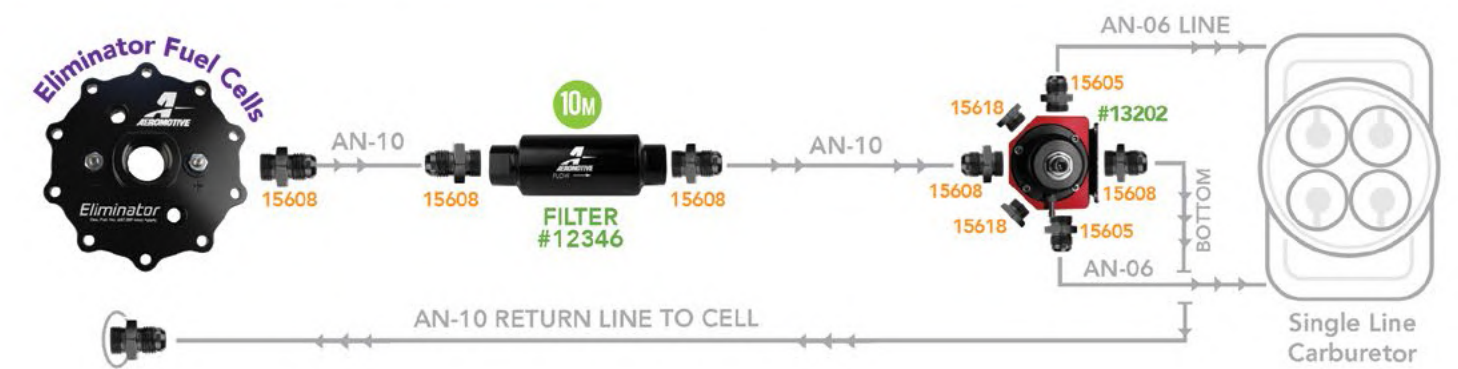 Eliminator Fuel Cells
AEROMOTIVE
Eliminator
15608
AN-10
15608
10M
AEROMOTIVE
FLOW
FILTER
#12346
15608
AN-10
15608
15618
15605
#13202
15608
15618
15605
AN-06 LINE
AN-06
BOTTOM
AN-10 RETURN LINE TO CELL
Single Line
Carburetor